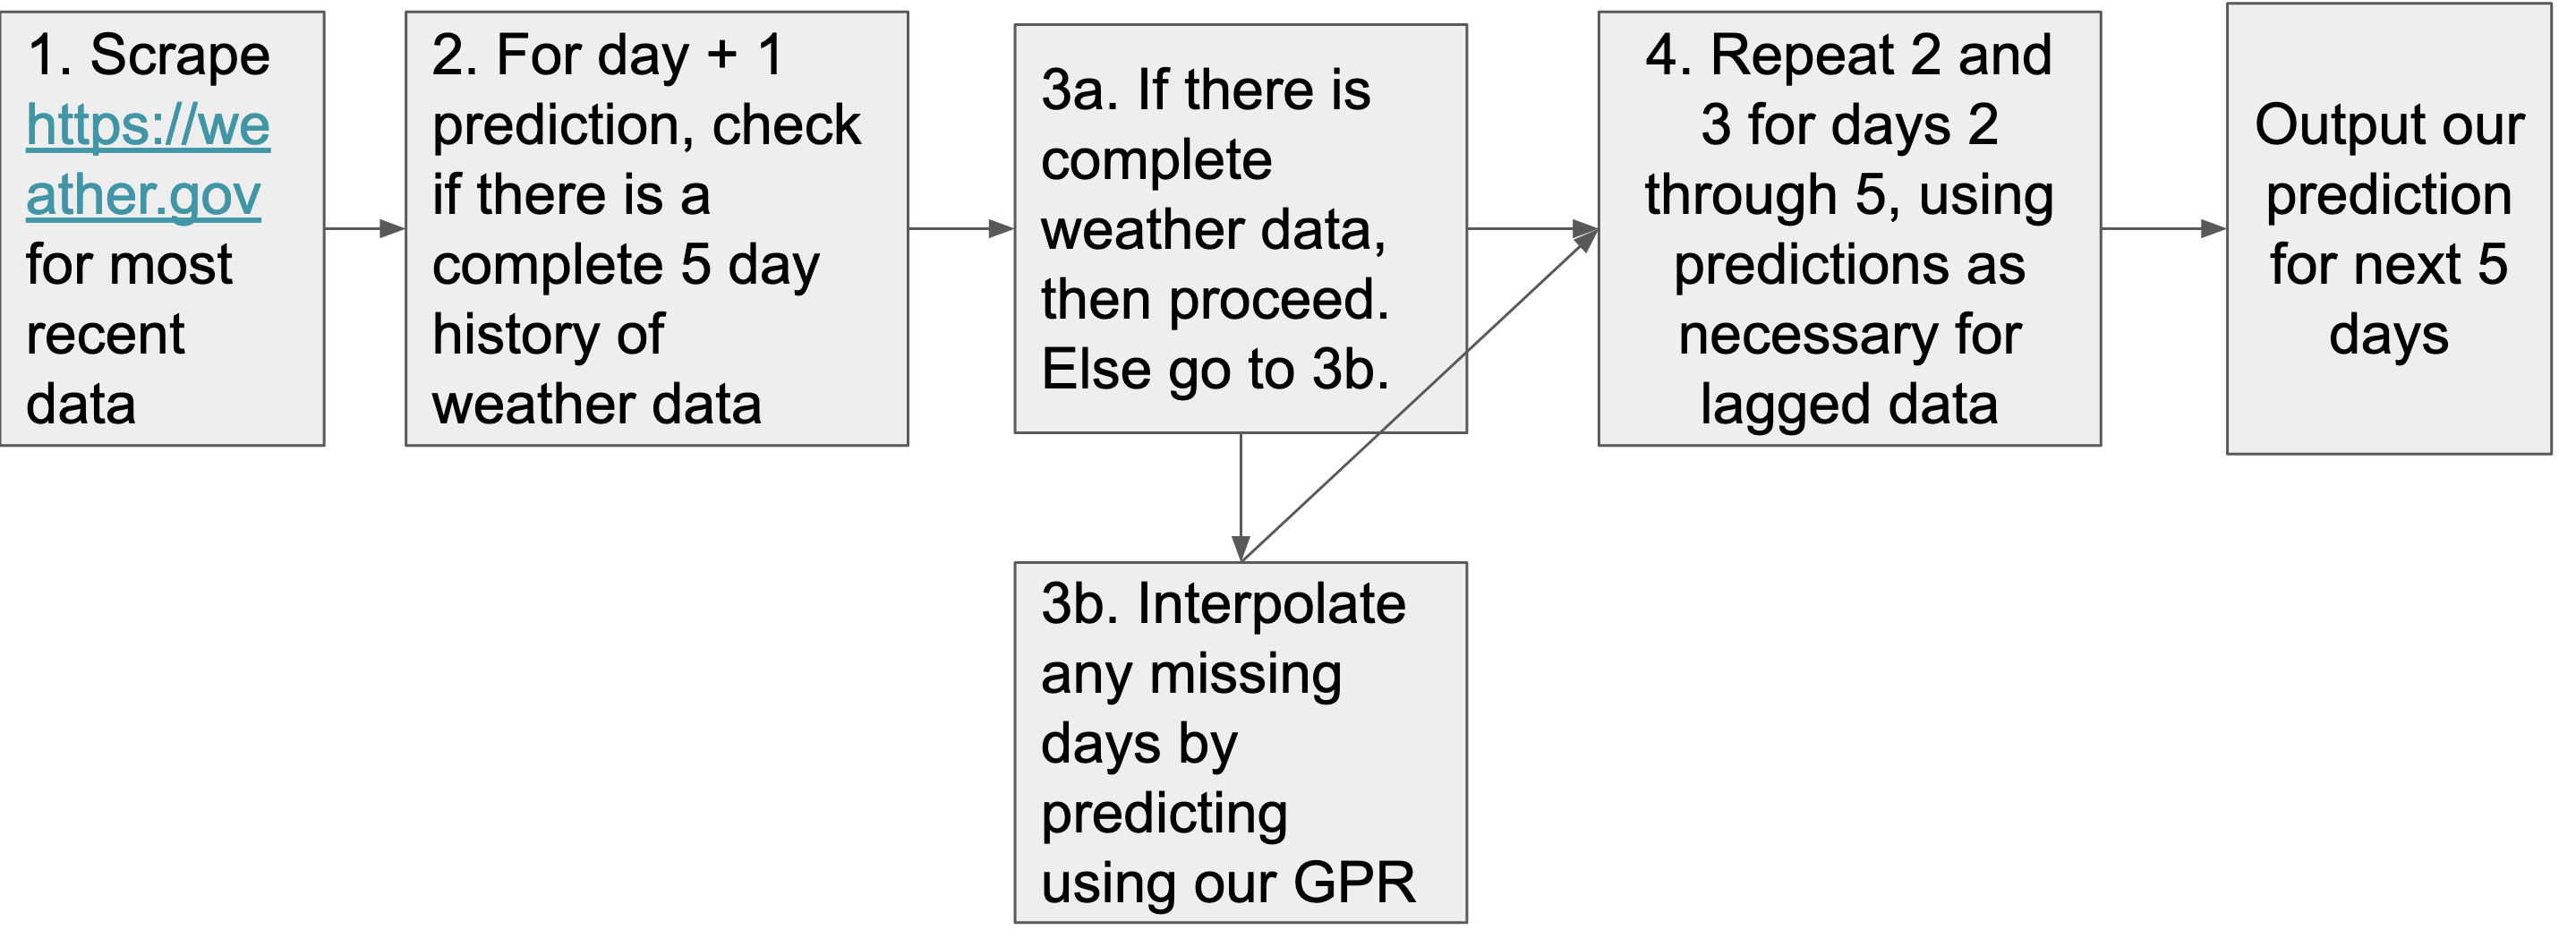 1. Scrape
https://we
ather.gov
for most
recent
data
2. For day + 1
prediction, check
if there is a
complete 5 day
history of
weather data
3a. If there is
complete
weather data,
then proceed.
Else go to 3b.
3b. Interpolate
any missing
days by
predicting
using our GPR
4. Repeat 2 and
3 for days 2
through 5, using
predictions as
necessary for
lagged data
Output our
prediction
for next 5
days